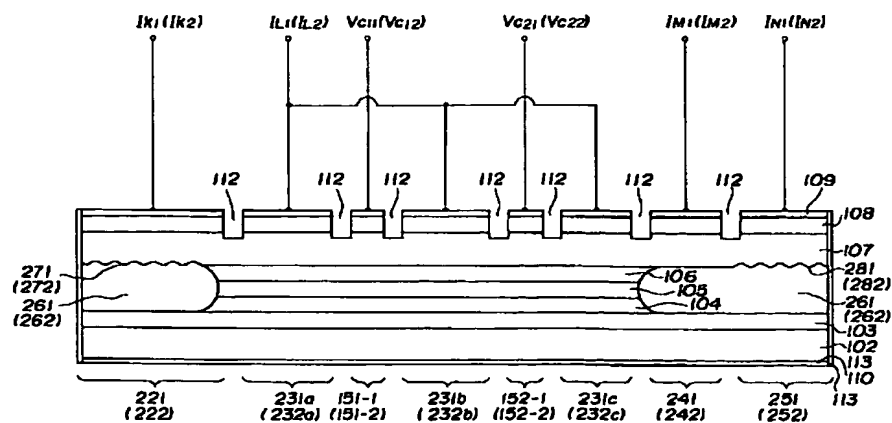 IK1(IK2) IL1(IL2) VC11(VC12) VC21(VC22) IM1(IM2) IN1(IN2)
112 112 112 112 112 112 112 109
108
107
271 (272) 106 281 (282)
261 (262) 105 261 (262)
104
103
102
113
110
113
221 (222) 231a (232a) 151-1 (151-2) 231b (232b) 152-1 (152-2) 231c (232c) 241 (242) 251 (252)